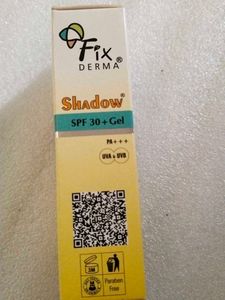 Fix
DERMA®
Shadow®
SPF 30+Gel
PA+++
UVA & UVB
Paraben
Free